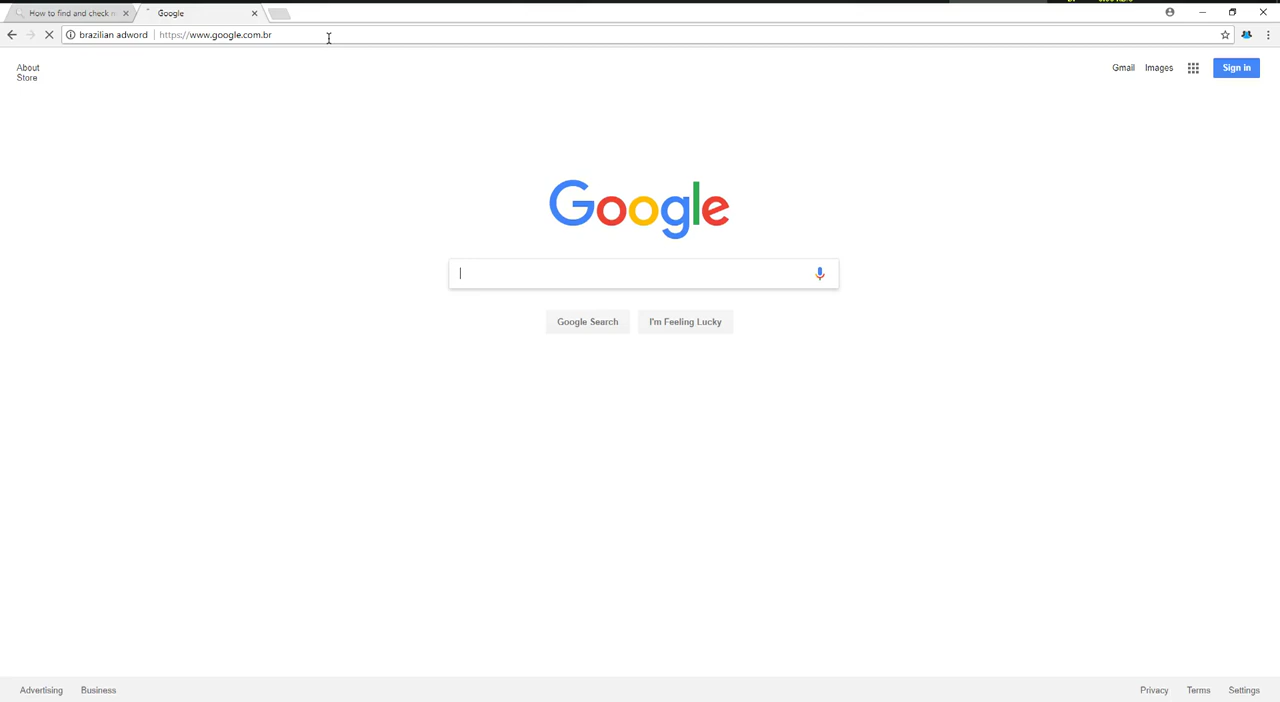 How to find and check n
Google
brazilian adword https://www.google.com.br
About
Store
Gmail Images Sign in
Google
Google Search I'm Feeling Lucky
Advertising Business Privacy Terms Settings